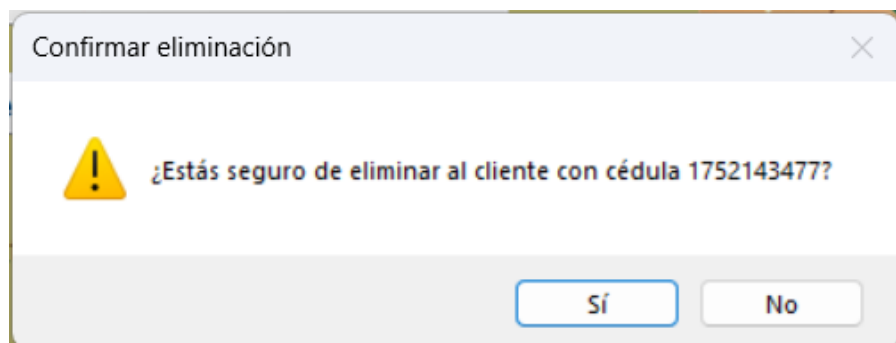 Confirmar eliminación
¿Estás seguro de eliminar al cliente con cédula 1752143477?
Sí
No